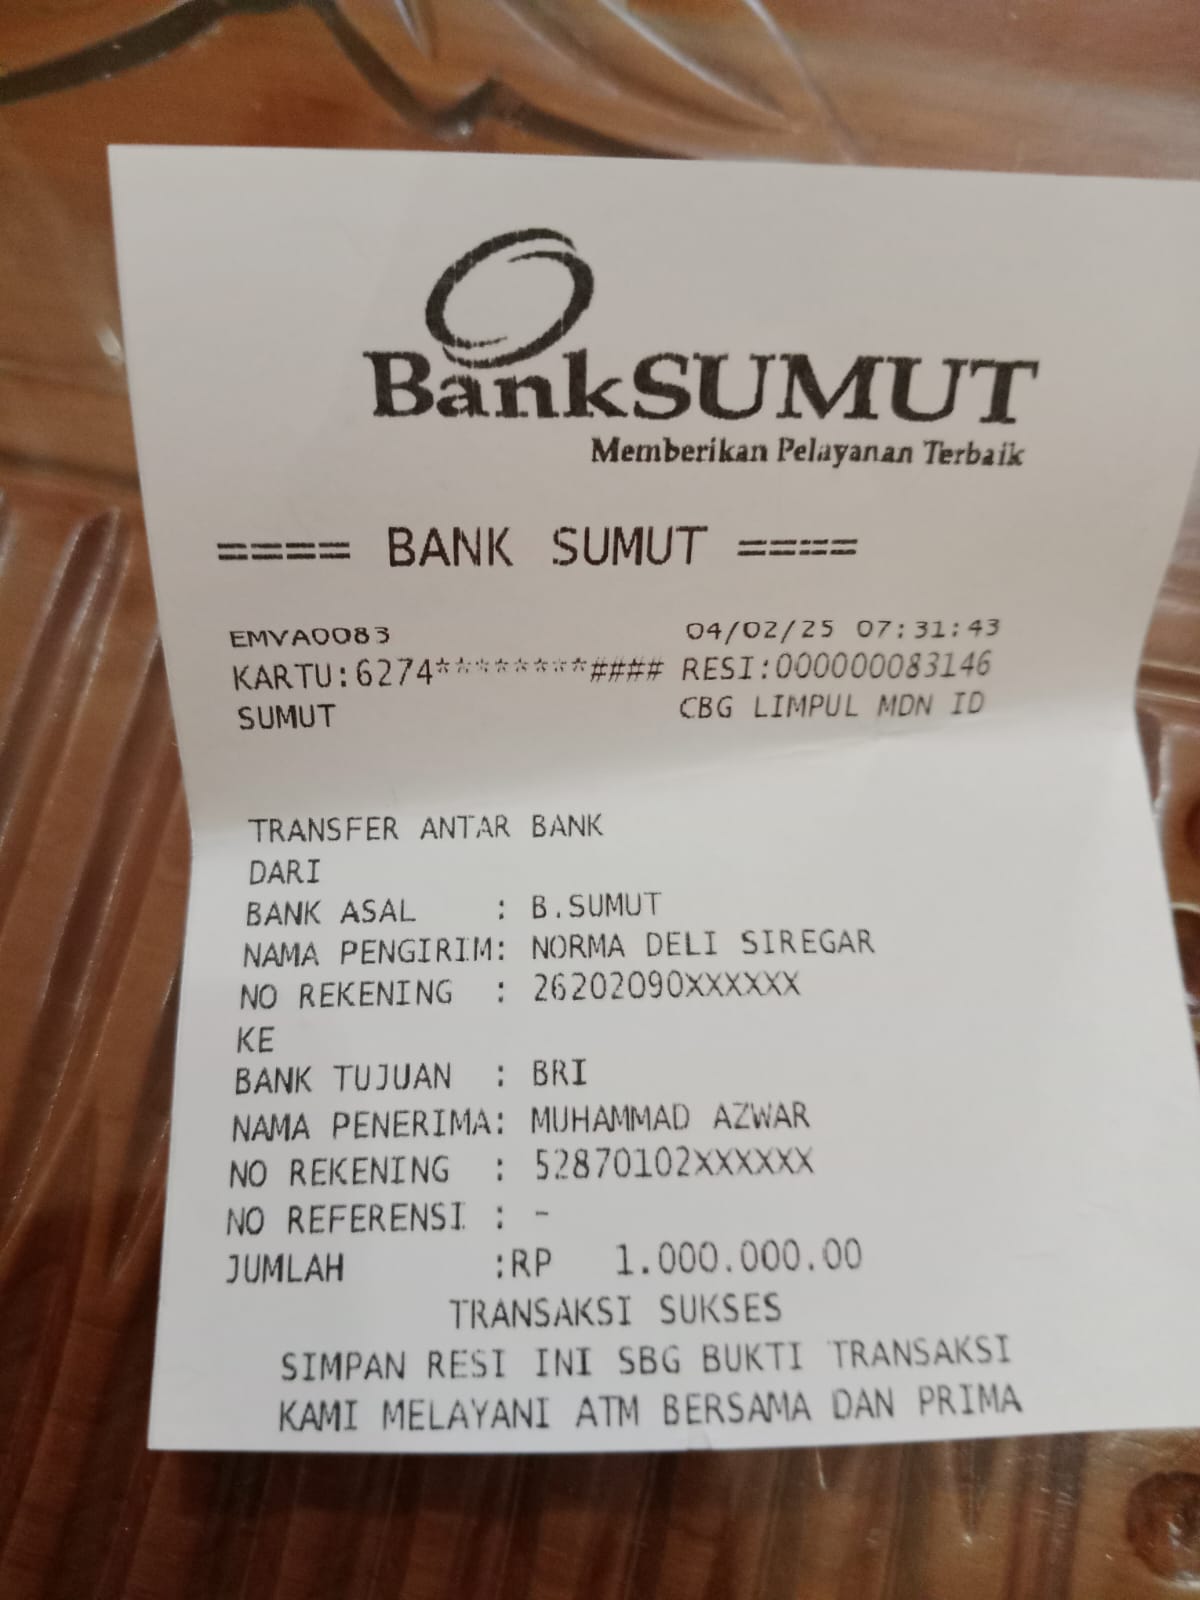 BankSUMUT
Memberikan Pelayanan Terbaik
==== BANK SUMUT ====
EMVA0083 04/02/25 07:31:43
KARTU:6274********#### RESI:000000083146
SUMUT CBG LIMPUL MDN ID
TRANSFER ANTAR BANK
DARI
BANK ASAL : B.SUMUT
NAMA PENGIRIM: NORMA DELI SIREGAR
NO REKENING : 26202090XXXXXX
KE
BANK TUJUAN : BRI
NAMA PENERIMA: MUHAMMAD AZWAR
NO REKENING : 52870102XXXXXX
NO REFERENSI : -
JUMLAH :RP 1.000.000.00
TRANSAKSI SUKSES
SIMPAN RESI INI SBG BUKTI TRANSAKSI
KAMI MELAYANI ATM BERSAMA DAN PRIMA